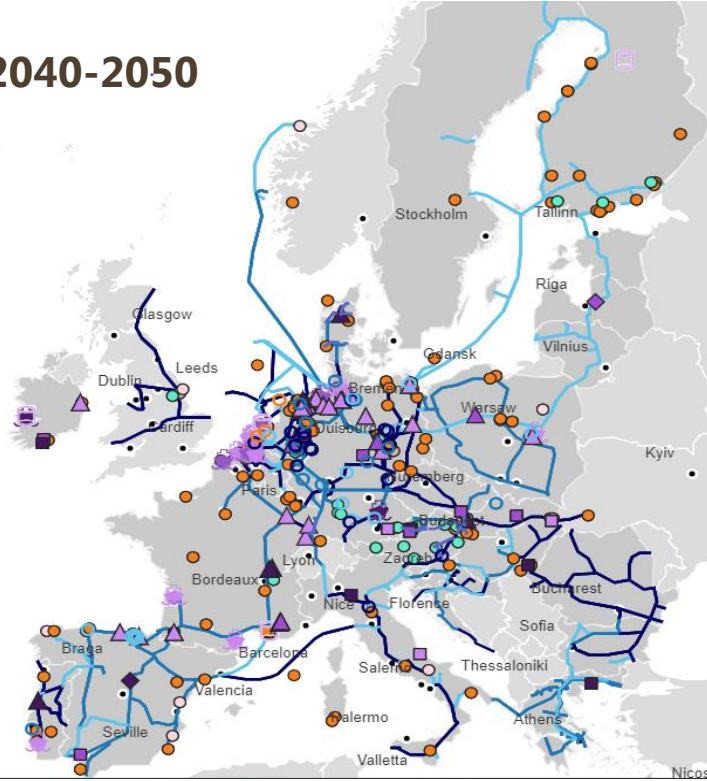 2040-2050
Stockholm
Tallinn
Riga
Glasgow
Vilnius
Gdansk
Leeds
Dublin
Bremen
Warsaw
Cardiff
Duisburg
Kyiv
Nuremberg
Paris
Budapest
Lyon
Zagreb
Bordeaux
Bucharest
Nice
Florence
Sofia
Braga
Barcelona
Salerno
Thessaloniki
Valencia
Palermo
Athens
Seville
Valletta
Nicos